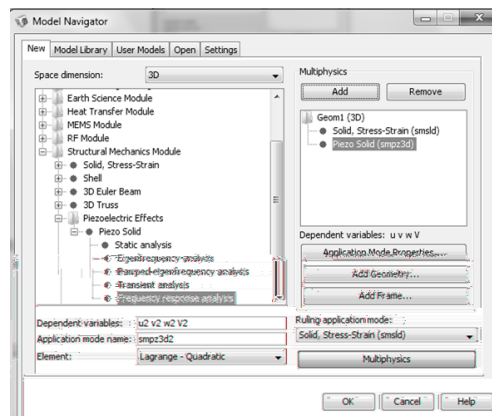 Model Navigator
New Model Library User Models Open Settings
Space dimension: 3D
Earth Science Module
Heat Transfer Module
MEMS Module
RF Module
Structural Mechanics Module
Solid, Stress-Strain
Shell
3D Euler Beam
3D Truss
Piezoelectric Effects
Piezo Solid
Static analysis
Eigenfrequency analysis
Damped eigenfrequency analysis
Transient analysis
Frequency response analysis
Dependent variables: u2 v2 w2 V2
Application mode name: smpz3d2
Element: Lagrange - Quadratic
Multiphysics
Add Remove
Geom1 (3D)
Solid, Stress-Strain (smsld)
Piezo Solid (smpz3d)
Dependent variables: u v w V
Application Mode Properties...
Add Geometry...
Add Frame...
Ruling application mode:
Solid, Stress-Strain (smsld)
Multiphysics
OK Cancel Help